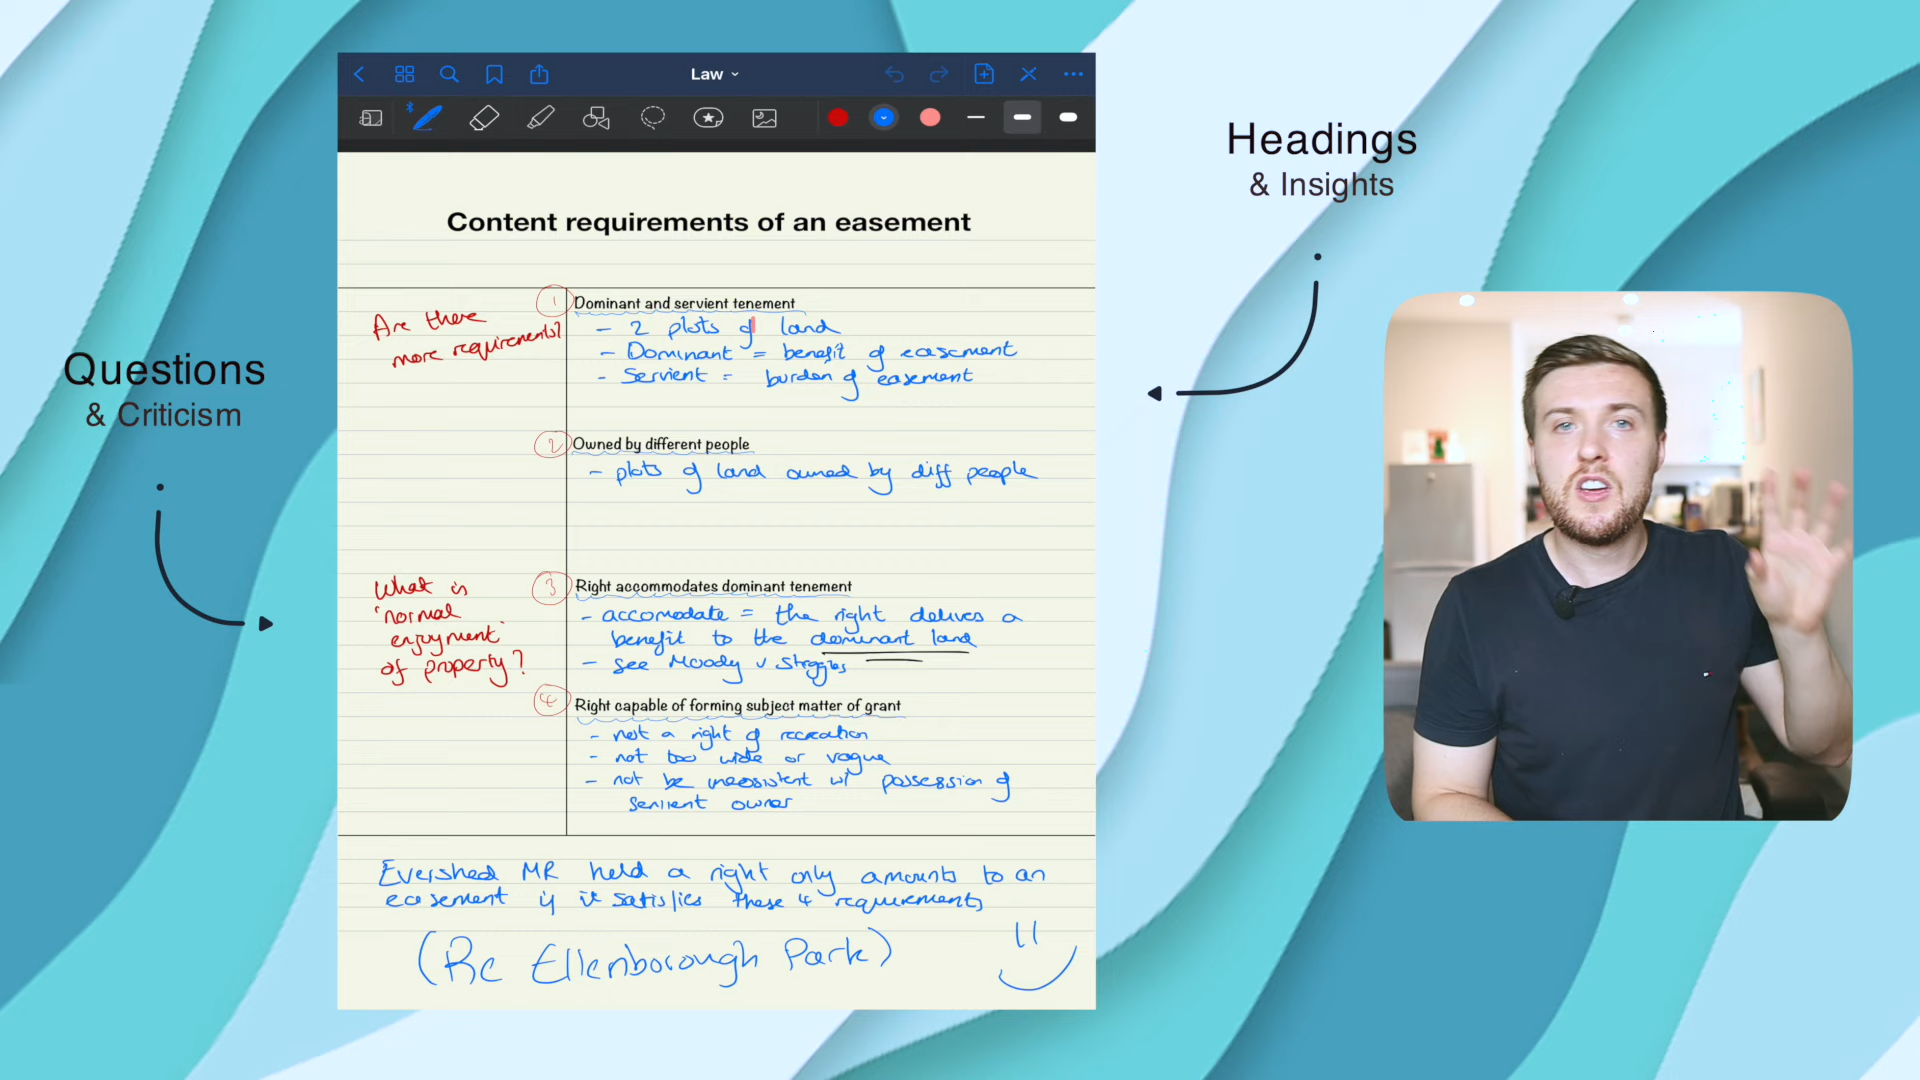 Law
Headings
& Insights
Questions
& Criticism
Content requirements of an easement
Are there
more requirements?
1 Dominant and servient tenement
- 2 plots of land
- Dominant = benefit of easement
- Servient = burden of easement
2 Owned by different people
- plots of land owned by diff people
What is
'normal
enjoyment'
of property?
3 Right accommodates dominant tenement
- accomodate = the right delives a
benefit to the dominant land
- see Moody v Steggles
4 Right capable of forming subject matter of grant
- not a right of recreation
- not too wide or vague
- not be inconsistent w/ possession of
servient owner
Evershed MR held a right only amounts to an
easement if it satisfies these 4 requirements
(Re Ellenborough Park)